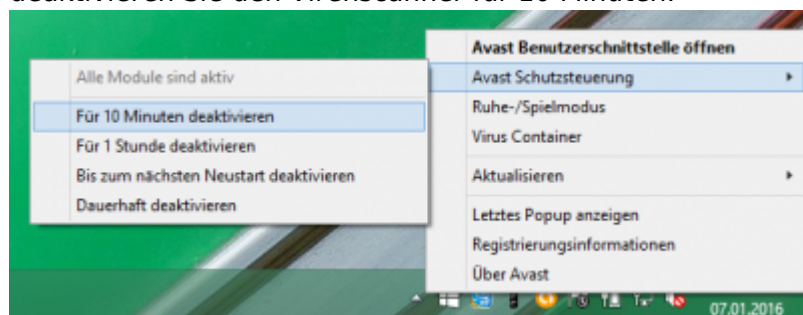 deaktivieren Sie den Virenscanner für 10 Minuten.
Avast Benutzerschnittstelle öffnen
Alle Module sind aktiv
Avast Schutzsteuerung
Für 10 Minuten deaktivieren
Ruhe-/Spielmodus
Für 1 Stunde deaktivieren
Virus Container
Bis zum nächsten Neustart deaktivieren
Aktualisieren
Dauerhaft deaktivieren
Letztes Popup anzeigen
Registrierungsinformationen
Über Avast
07.01.2016